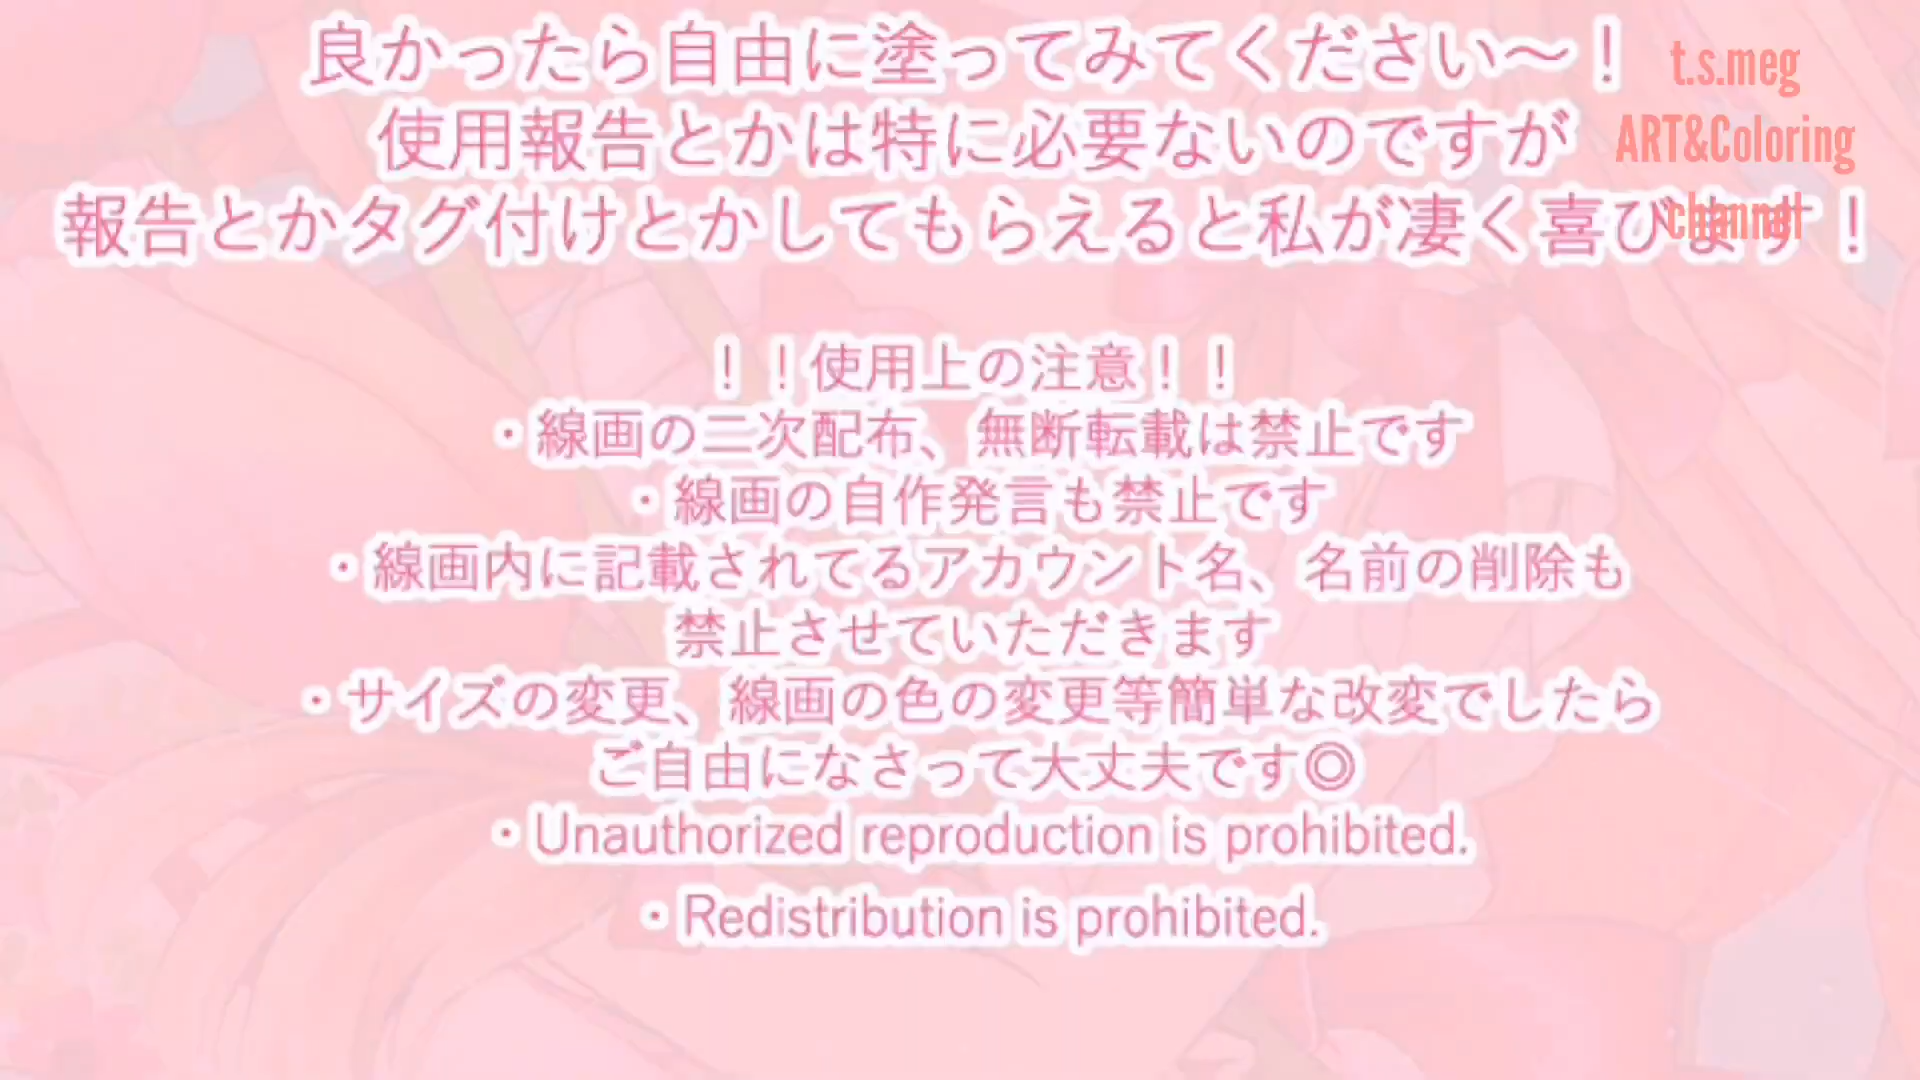 良かったら自由に塗ってみてください～！
使用報告とかは特に必要ないのですが
報告とかタグ付けとかしてもらえると私が凄く喜びます！
t.s.meg
ART&Coloring
channel
！！使用上の注意！！
・線画の二次配布、無断転載は禁止です
・線画の自作発言も禁止です
・線画内に記載されてるアカウント名、名前の削除も
禁止させていただきます
・サイズの変更、線画の色の変更等簡単な改変でしたら
ご自由になさって大丈夫です◎
・Unauthorized reproduction is prohibited.
・Redistribution is prohibited.